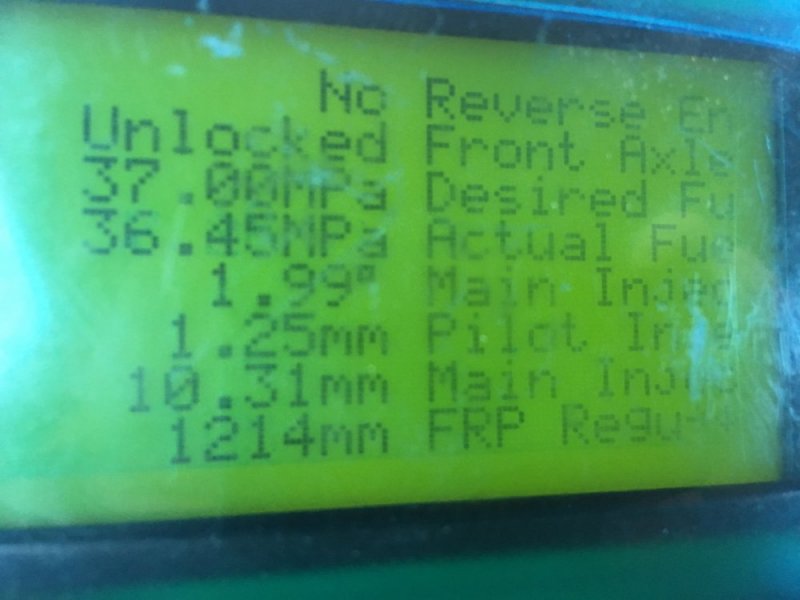 No Reverse En
Unlocked Front Axle
37.00MPa Desired Fu
36.45MPa Actual Fue
1.99° Main Injec
1.25mm Pilot Inje
10.31mm Main Injec
1214mm FRP Regu